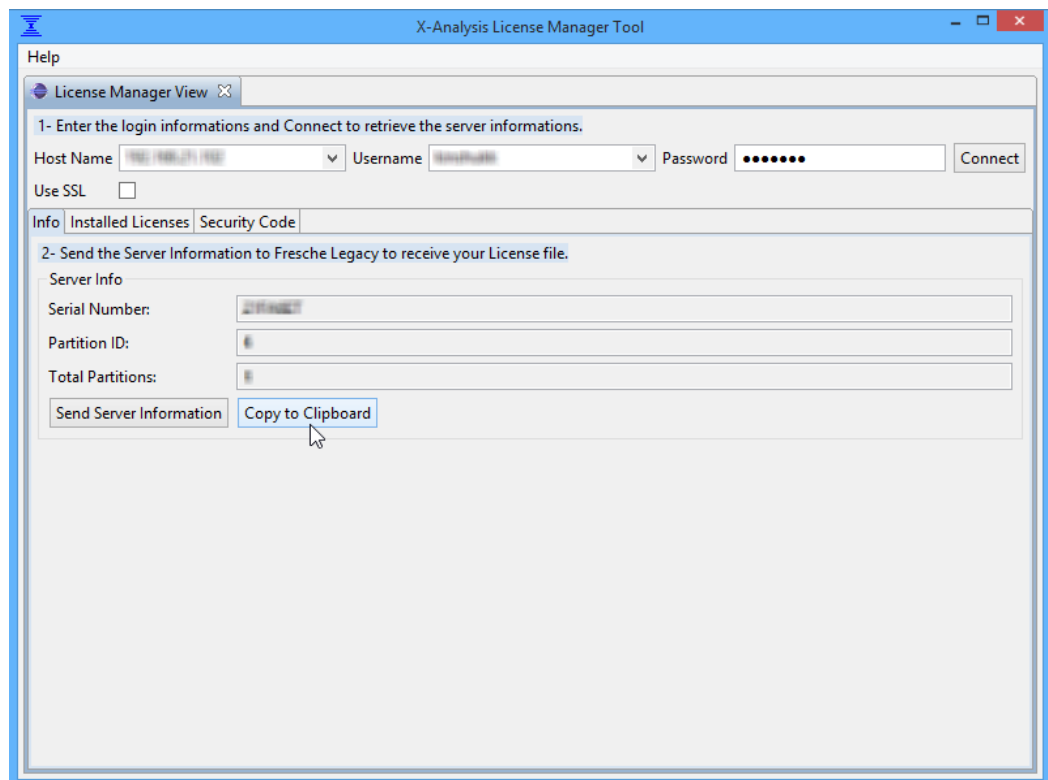 X-Analysis License Manager Tool
Help
License Manager View
1- Enter the login informations and Connect to retrieve the server informations.
Host Name Username Password ●●●●●●● Connect
Use SSL
Info Installed Licenses Security Code
2- Send the Server Information to Fresche Legacy to receive your License file.
Server Info
Serial Number:
Partition ID:
Total Partitions:
Send Server Information Copy to Clipboard